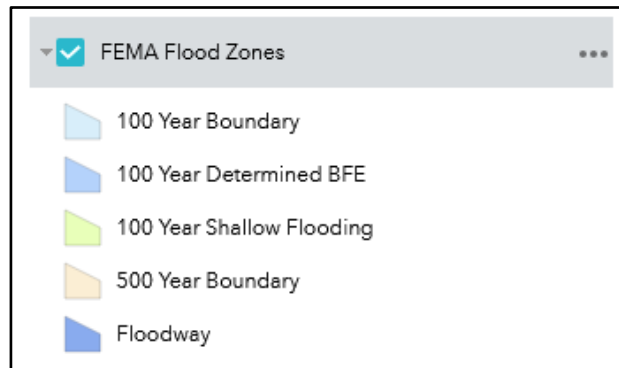 FEMA Flood Zones
100 Year Boundary
100 Year Determined BFE
100 Year Shallow Flooding
500 Year Boundary
Floodway